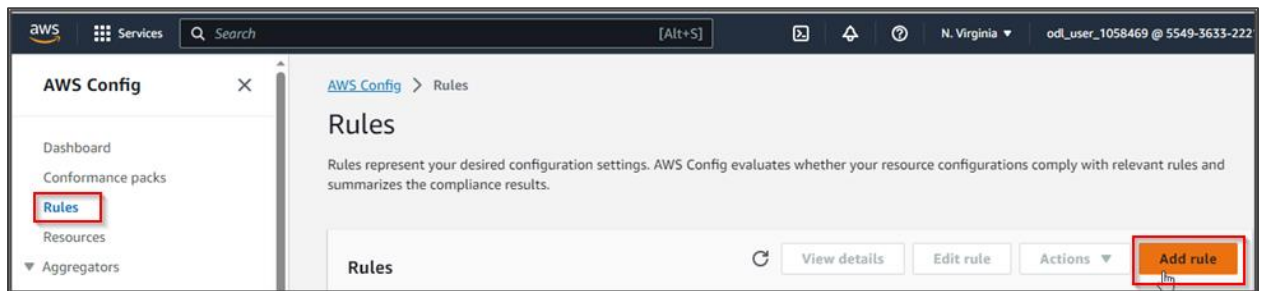 aws Services Search [Alt+S] N. Virginia ▼ odl_user_1058469 @ 5549-3633-222
AWS Config
Dashboard
Conformance packs
Rules
Resources
▼ Aggregators
AWS Config > Rules
Rules
Rules represent your desired configuration settings. AWS Config evaluates whether your resource configurations comply with relevant rules and
summarizes the compliance results.
Rules View details Edit rule Actions ▼ Add rule